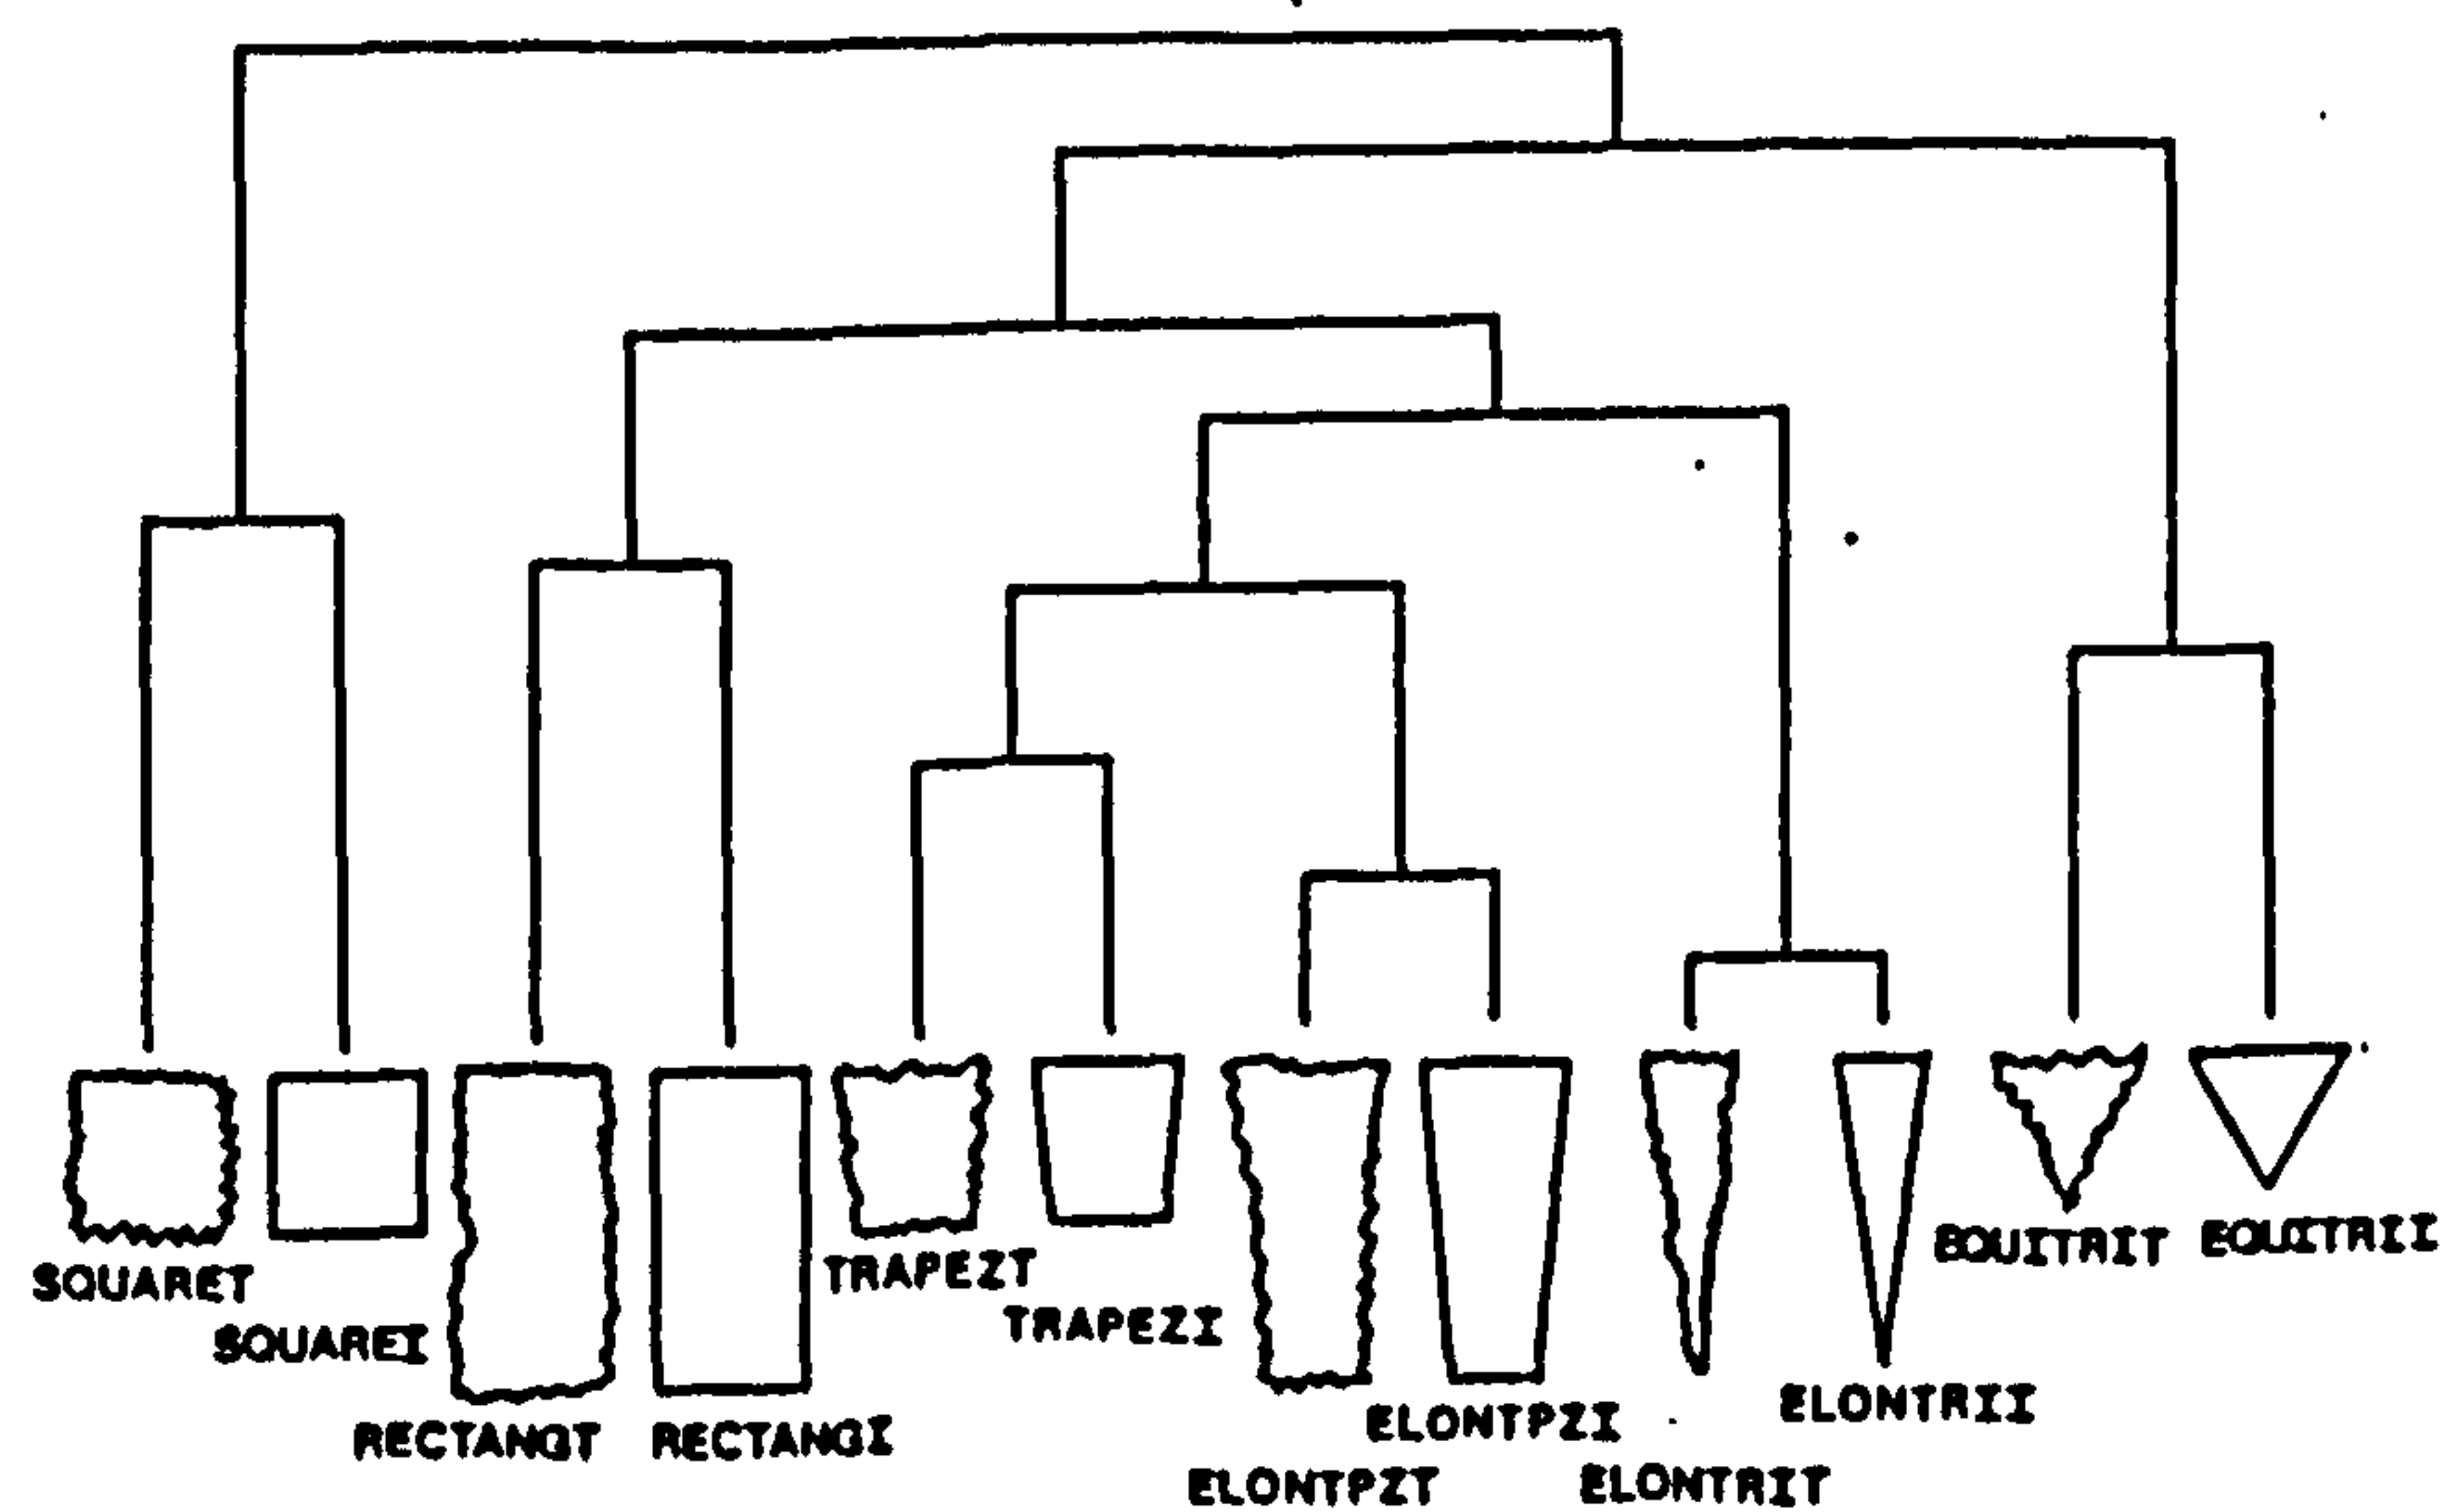 SQUARET
SQUAREI
RECTANGT
RECTANGI
TRAPEZT
TRAPEZI
ELONTPZT
ELONTPZI
ELONTRIT
ELONTRII
EQUITRIT
EQUITRII